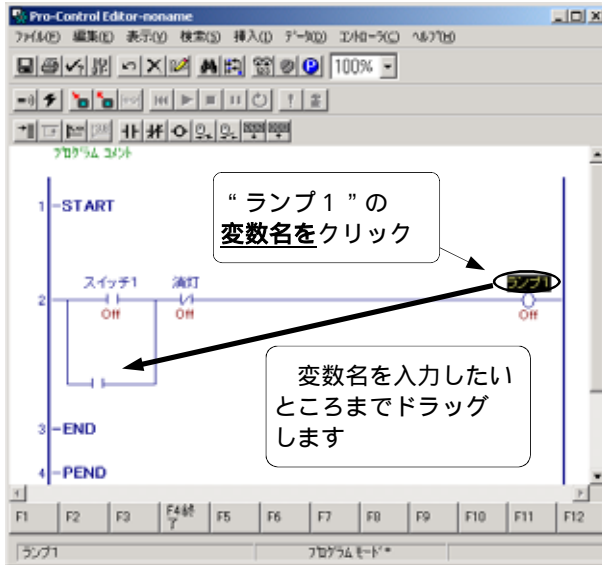 Pro-Control Editor-noname
ﾌｧｲﾙ(F) 編集(E) 表示(V) 検索(S) 挿入(I) ﾃﾞｰﾀ(D) ｺﾝﾄﾛｰﾗ(C) ﾍﾙﾌﾟ(H)
100%
ﾌﾟﾛｸﾞﾗﾑ ｺﾒﾝﾄ
1 START
“ランプ１”の
変数名をクリック
スイッチ1 消灯 ランプ1
2
Off Off Off
変数名を入力したい
ところまでドラッグ
します
3 END
4 PEND
F1 F2 F3 F4終了 F5 F6 F7 F8 F9 F10 F11 F12
ランプ1 ﾌﾟﾛｸﾞﾗﾑ ﾓｰﾄﾞ*